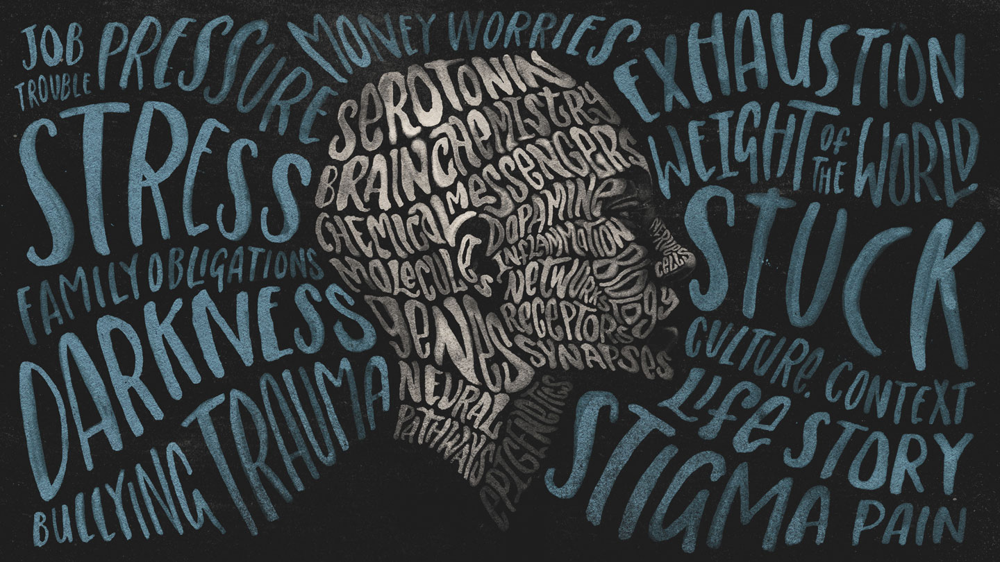 JOB
TROUBLE
PRESSURE
MONEY WORRIES
STRESS
FAMILY OBLIGATIONS
DARKNESS
BULLYING
TRAUMA
SEROTONIN
BRAIN CHEMISTRY
CHEMICAL MESSENGERS
MOLECULES
DOPAMINE
INFLAMMATION
NETWORKS
BIOLOGY
NERVES
CELLS
GENES
RECEPTORS
SYNAPSES
NEURAL
PATHWAYS
EPIGENETICS
EXHAUSTION
WEIGHT OF THE WORLD
STUCK
CULTURE. CONTEXT
LIFE STORY
STIGMA
PAIN